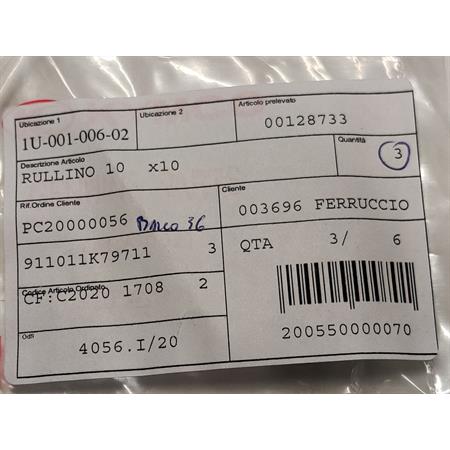 Ubicazione 1
Ubicazione 2
Articolo prelevato
1U-001-006-02
00128733
Descrizione Articolo
Quantità
RULLINO 10 x10
3
Rif.Ordine Cliente
Cliente
PC20000056
003696 FERRUCCIO
911011K79711 3
QTA 3/ 6
Codice Articolo Ordinato
CF:C2020 1708 2
Odfl
4056.I/20
200550000070